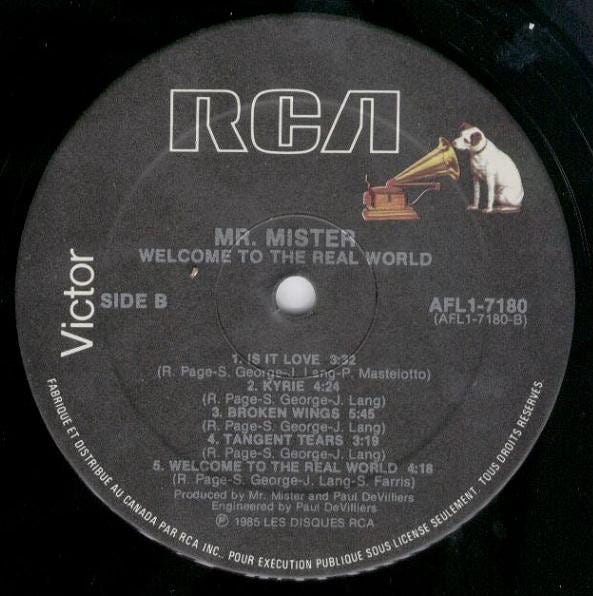 RCA
MR. MISTER
WELCOME TO THE REAL WORLD
Victor
SIDE B
AFL1-7180
(AFL1-7180-B)
1. IS IT LOVE 3:32
(R. Page-S. George-J. Lang-P. Mastelotto)
2. KYRIE 4:24
(R. Page-S. George-J. Lang)
3. BROKEN WINGS 5:45
(R. Page-S. George-J. Lang)
4. TANGENT TEARS 3:19
(R. Page-S. George-J. Lang)
5. WELCOME TO THE REAL WORLD 4:18
(R. Page-S. George-J. Lang-S. Farris)
Produced by Mr. Mister and Paul DeVilliers
Engineered by Paul DeVilliers
℗ 1985 LES DISQUES RCA
FABRIQUE ET DISTRIBUE AU CANADA PAR RCA INC.. POUR EXECUTION PUBLIQUE SOUS LICENSE SEULEMENT. TOUS DROITS RESERVES.